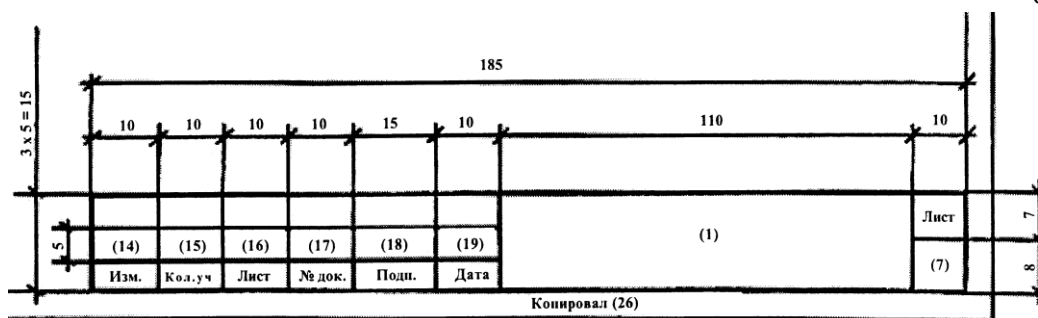 185
10 10 10 10 15 10 110 10
3 x 5 = 15
Лист 7
5 (14) (15) (16) (17) (18) (19) (1)
(7) 8
Изм. Кол.уч Лист № док. Подп. Дата
Копировал (26)